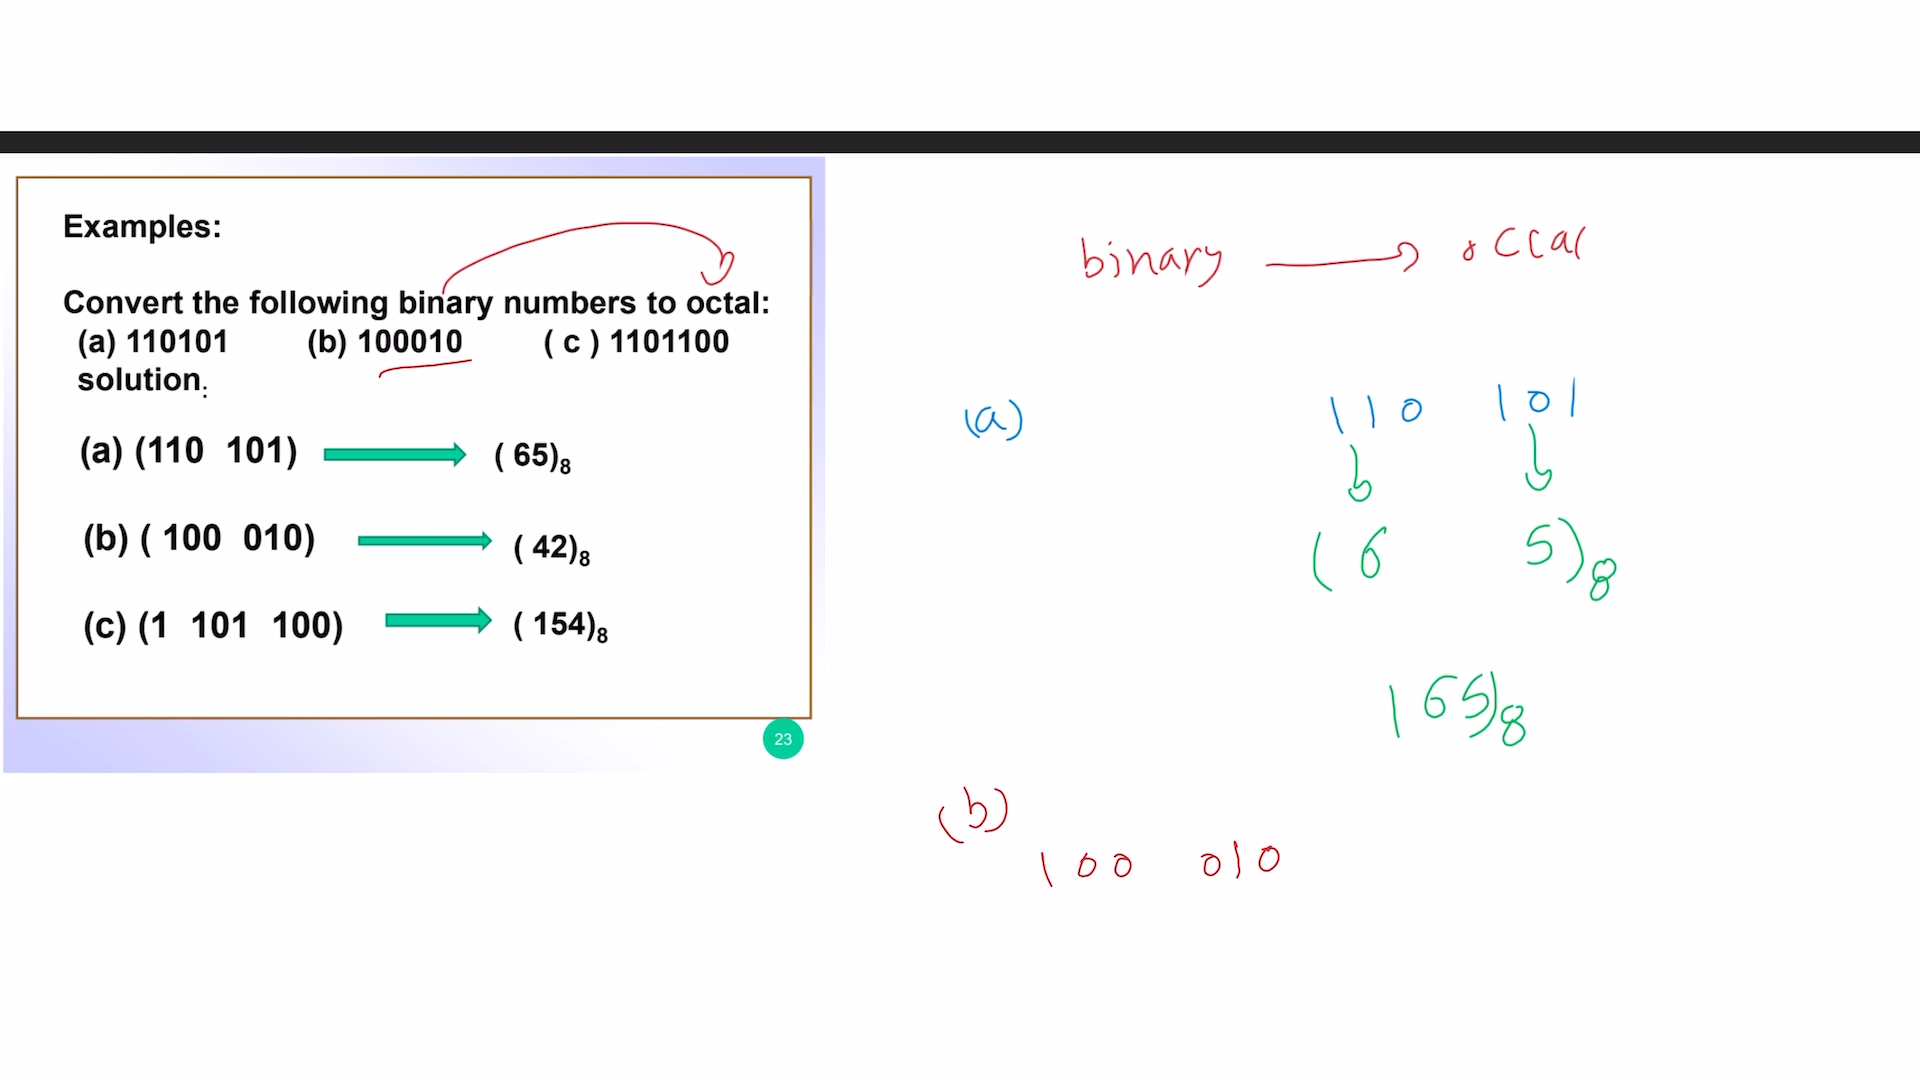 Examples:
Convert the following binary numbers to octal:
(a) 110101 (b) 100010 ( c ) 1101100
solution:
(a) (110 101) ( 65)8
(b) ( 100 010) ( 42)8
(c) (1 101 100) ( 154)8
23
binary octal
(a) 110 101
(6 5)8
(65)8
(b)
100 010